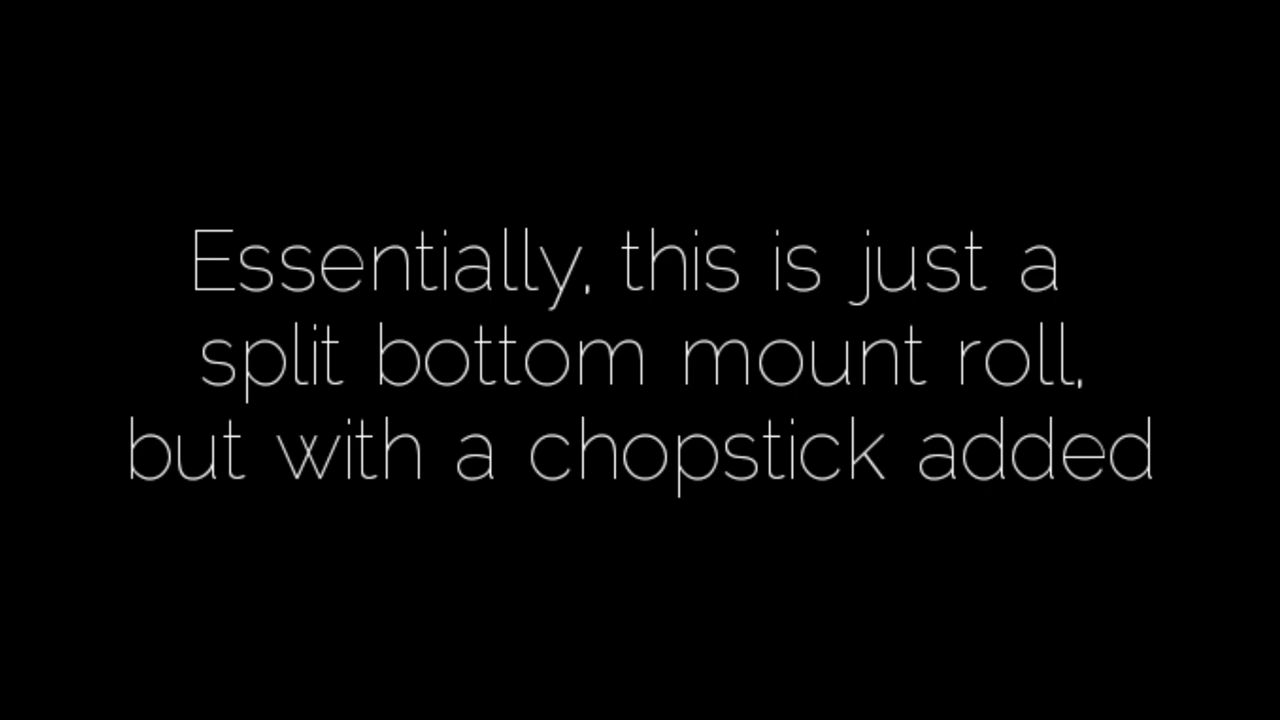 Essentially, this is just a
split bottom mount roll,
but with a chopstick added